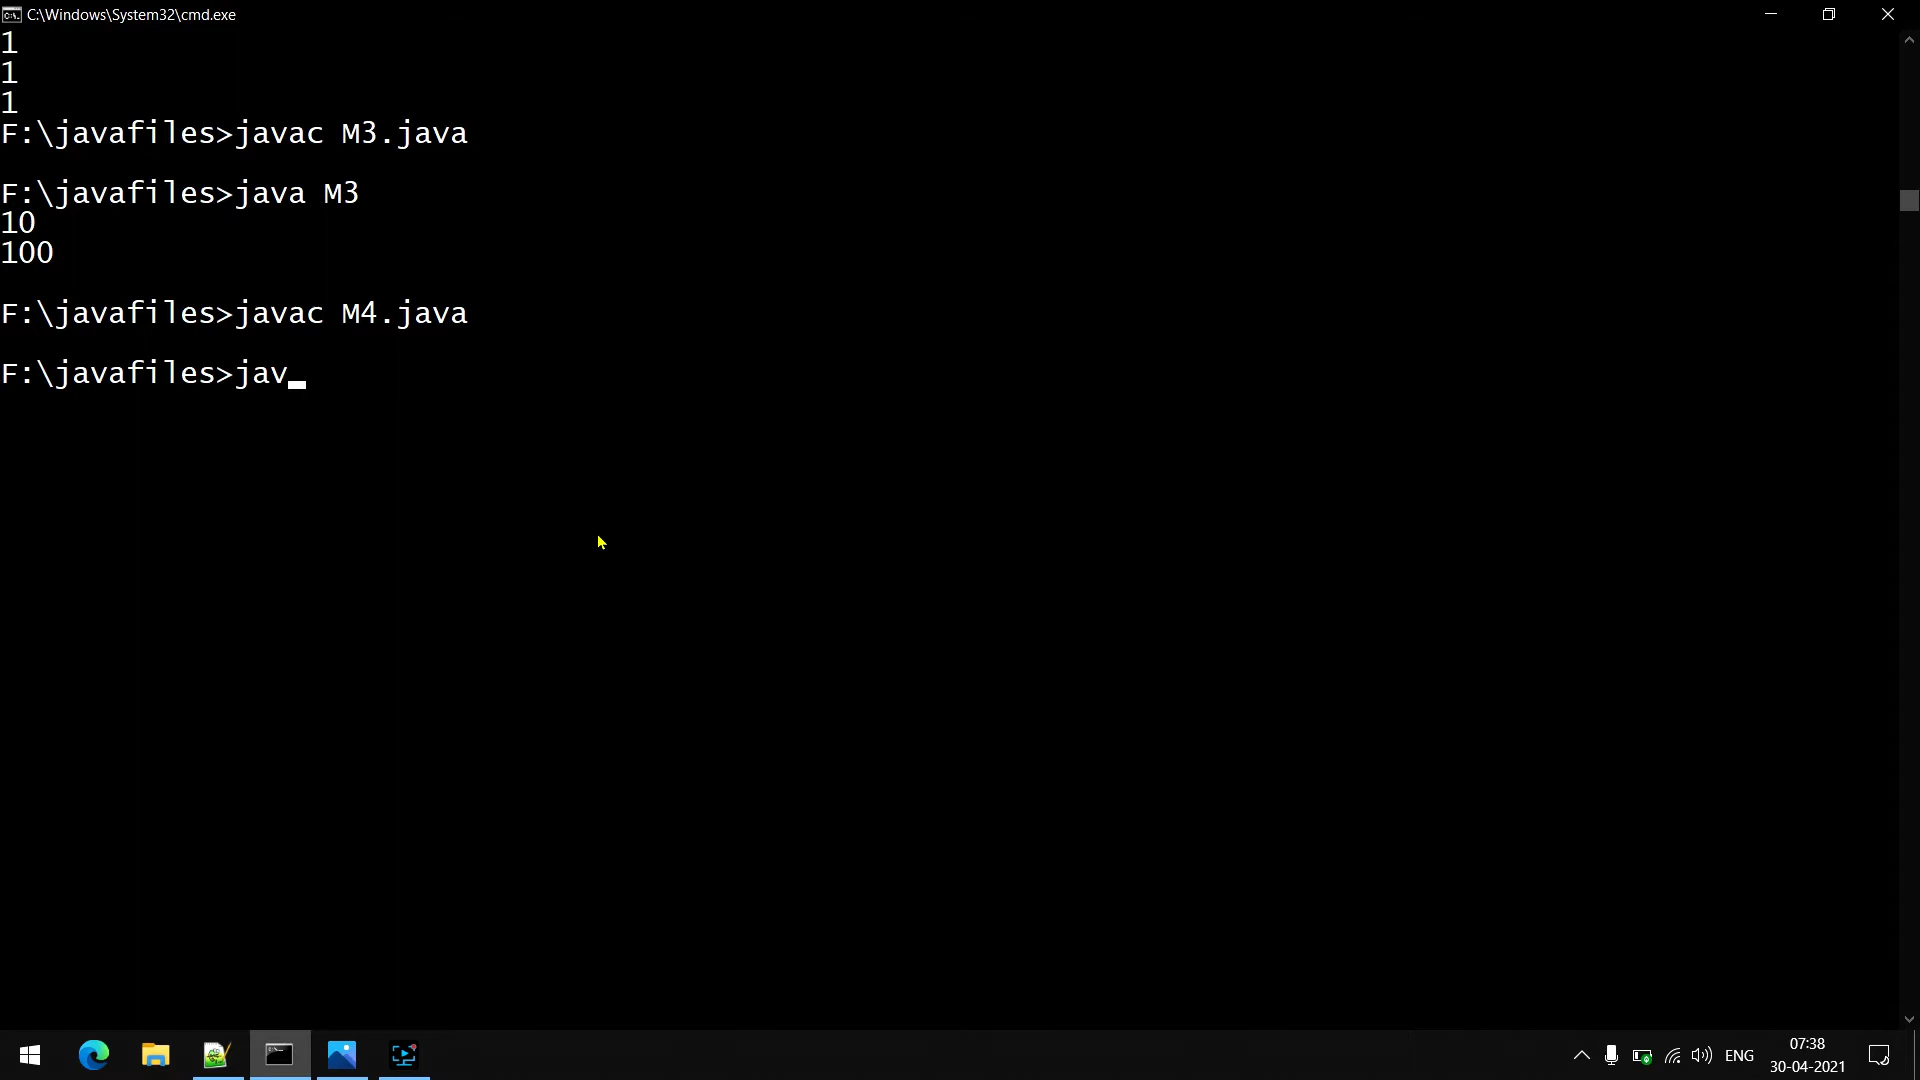 C:\Windows\System32\cmd.exe
1
1
1
F:\javafiles>javac M3.java
F:\javafiles>java M3
10
100
F:\javafiles>javac M4.java
F:\javafiles>jav
ENG
07:38
30-04-2021